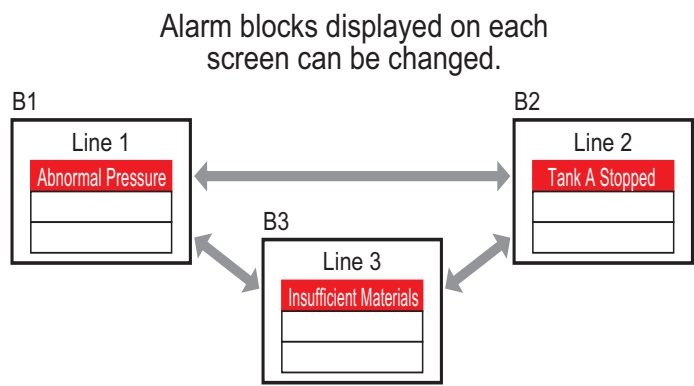 Alarm blocks displayed on each
screen can be changed.
B1
Line 1
Abnormal Pressure
B2
Line 2
Tank A Stopped
B3
Line 3
Insufficient Materials